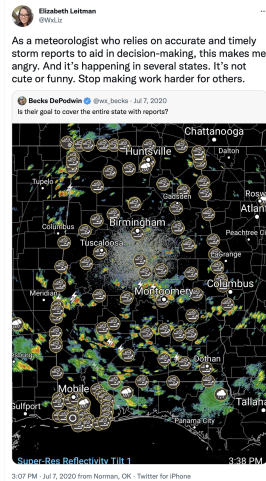 Elizabeth Leitman
@WxLiz
As a meteorologist who relies on accurate and timely
storm reports to aid in decision-making, this makes me
angry. And it's happening in several states. It's not
cute or funny. Stop making work harder for others.
Becks DePodwin @wx_becks · Jul 7, 2020
Is their goal to cover the entire state with reports?
Chattanooga
Huntsville
Dalton
Tupelo
Gadsden
Rosw
Atlan
Birmingham
Peachtree C
Columbus
Tuscaloosa
LaGrange
Columbus
Meridian
Montgomery
sburg
Dothan
Mobile
Gulfport
Tallaha
Panama City
Super-Res Reflectivity Tilt 1
3:38 PM
3:07 PM · Jul 7, 2020 from Norman, OK · Twitter for iPhone